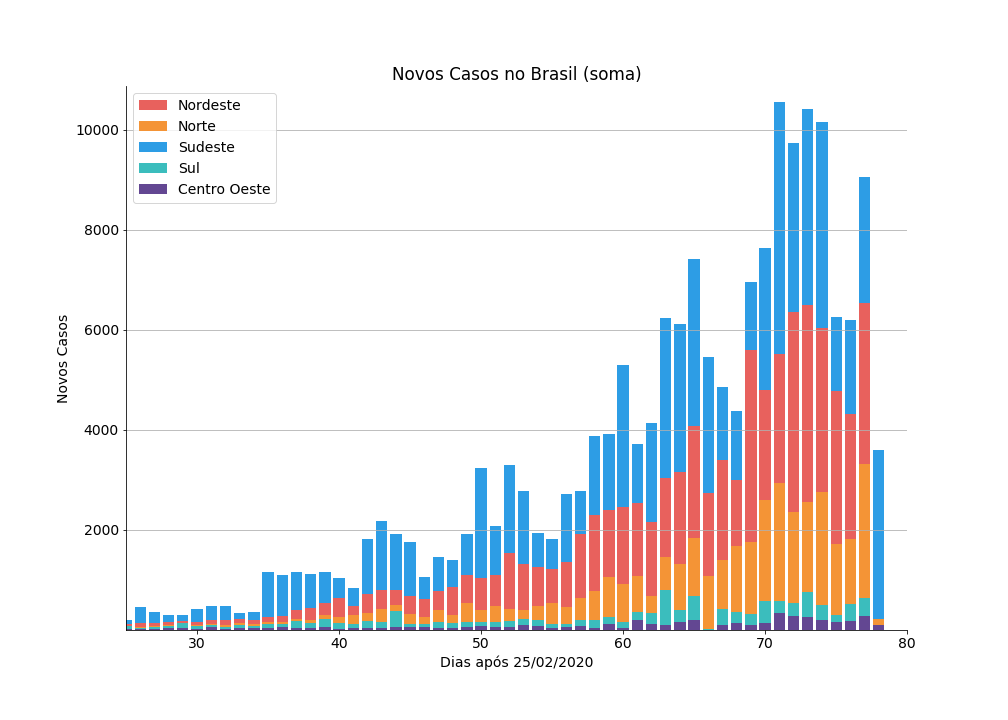 Novos Casos no Brasil (soma)
Nordeste
Norte
Sudeste
Sul
Centro Oeste
10000
8000
6000
4000
2000
Novos Casos
30 40 50 60 70 80
Dias após 25/02/2020